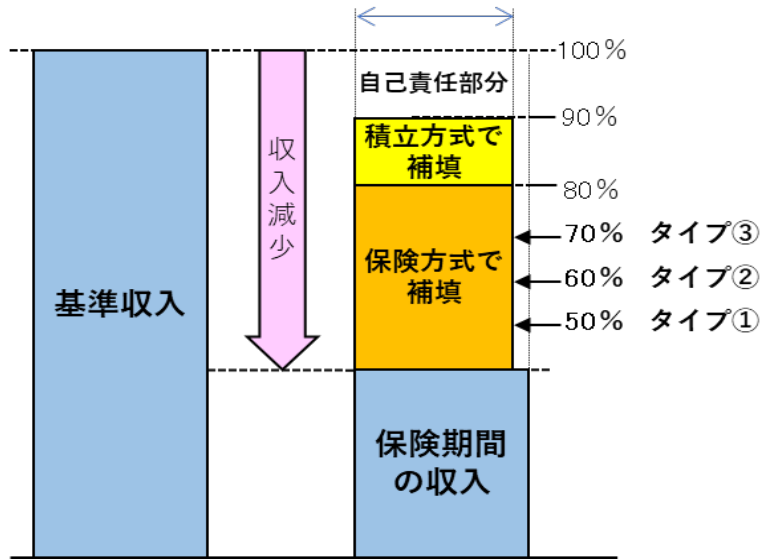 100%
自己責任部分
90%
積立方式で
補填
80%
収入減少
70% タイプ③
保険方式で
補填
60% タイプ②
基準収入
50% タイプ①
保険期間
の収入